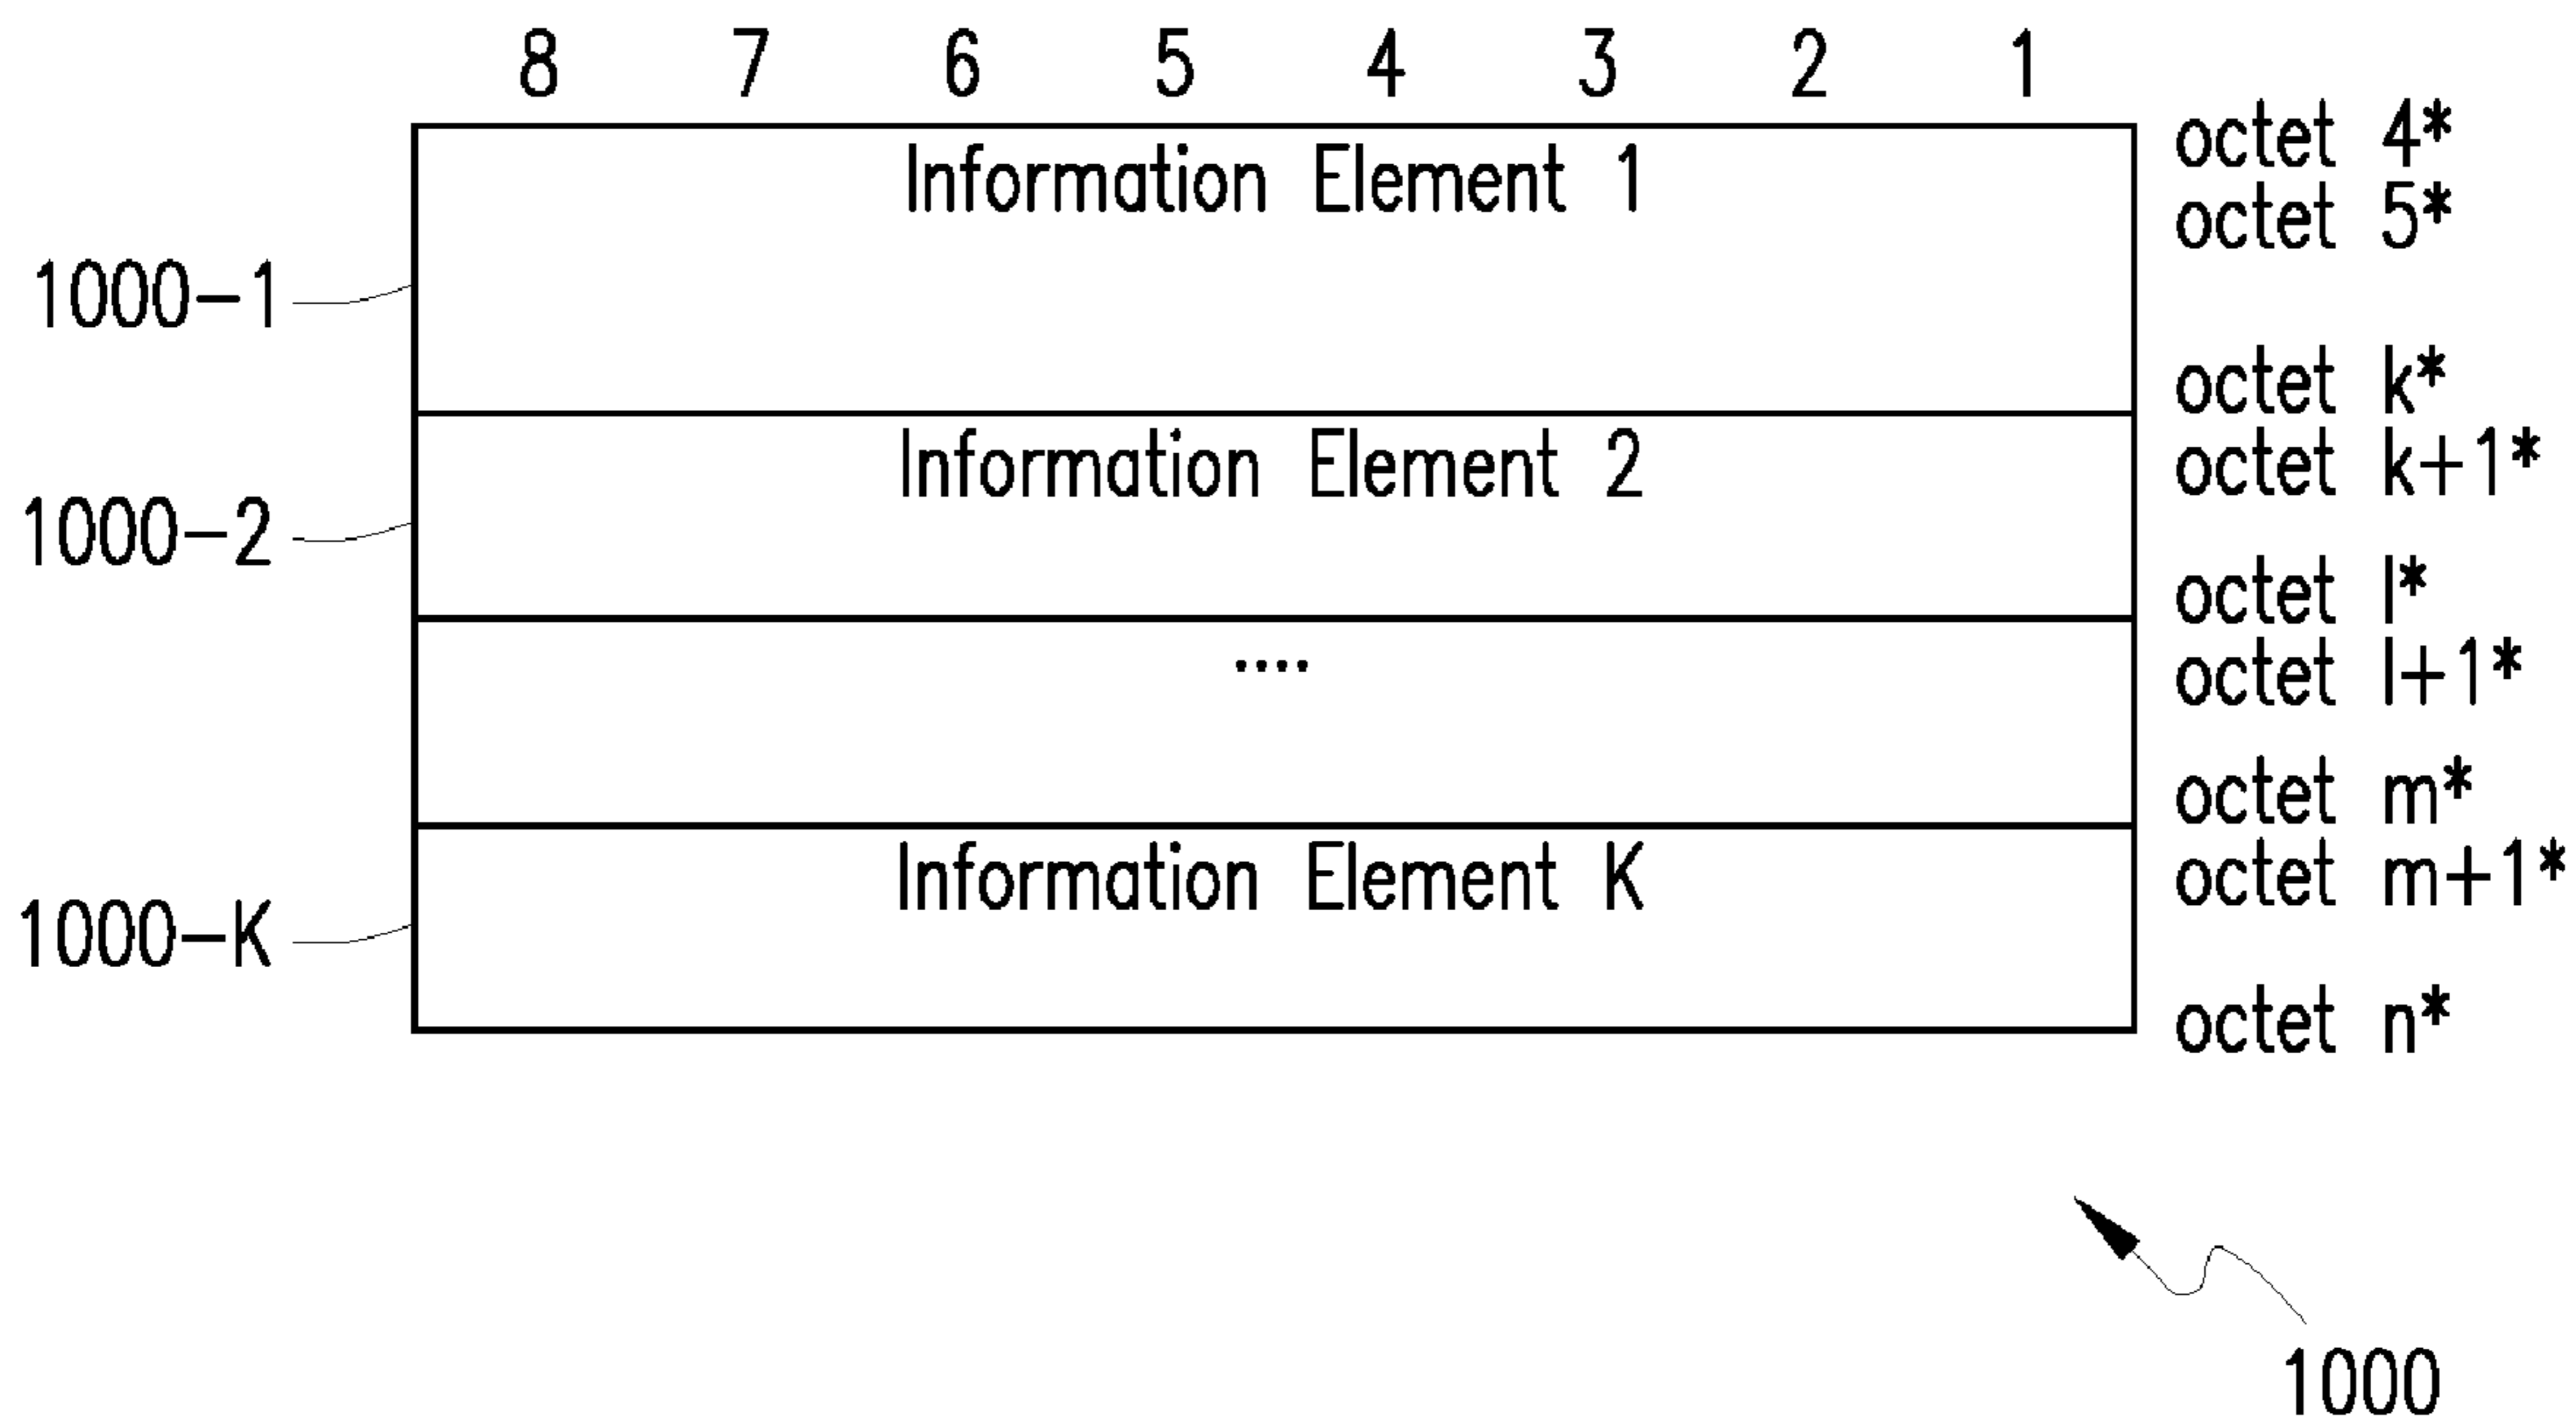 8 7 6 5 4 3 2 1
octet 4*
Information Element 1
octet 5*
1000-1
octet k*
Information Element 2
octet k+1*
1000-2
octet l*
....
octet l+1*
octet m*
Information Element K
octet m+1*
1000-K
octet n*
1000